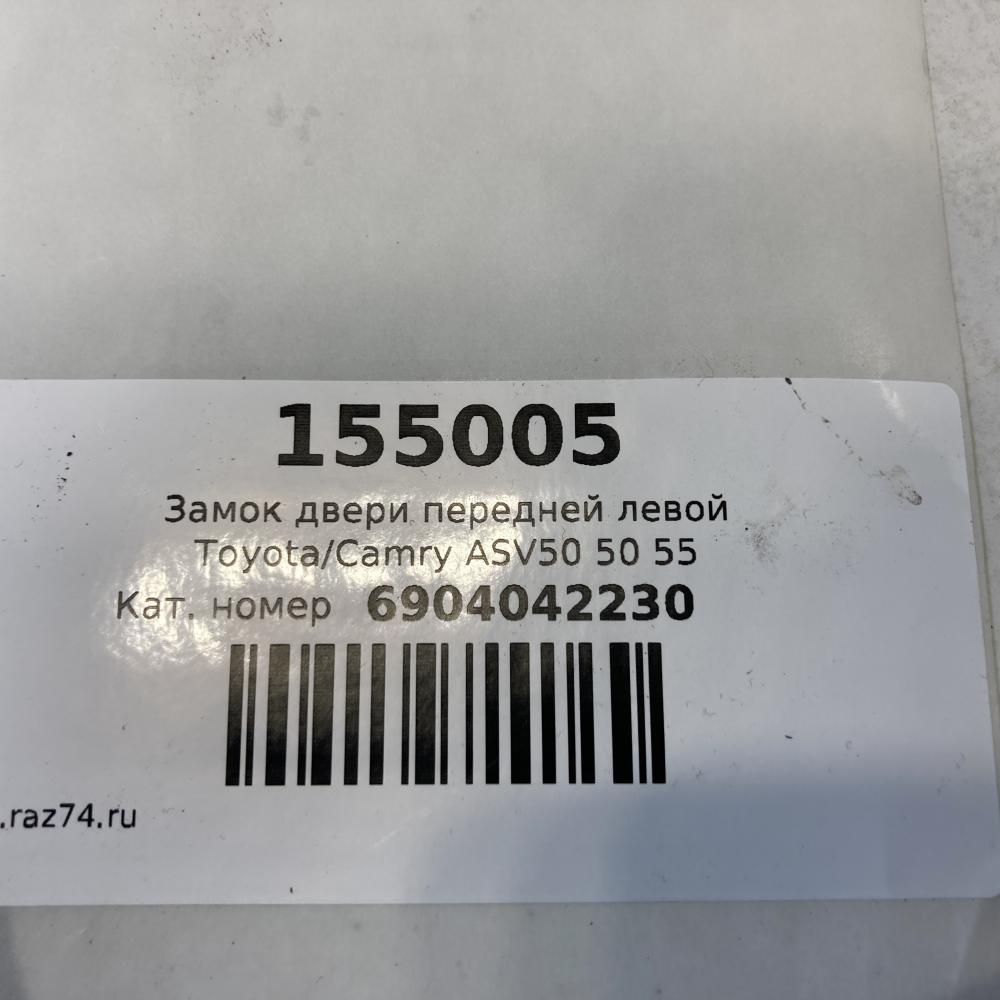 155005
Замок двери передней левой
Toyota/Camry ASV50 50 55
Кат. номер 6904042230
.raz74.ru